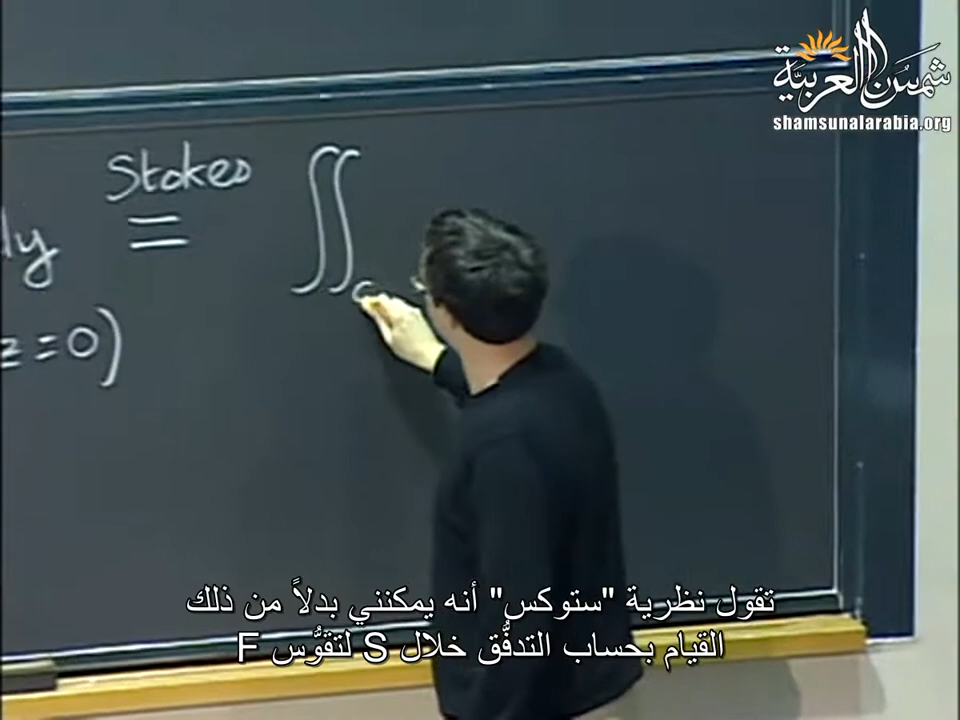 شمس العربية
shamsunalarabia.org
Stokes
dy = ∬
z = 0)
تقول نظرية "ستوكس" أنه يمكنني بدلاً من ذلك
القيام بحساب التدفُّق خلال S لتقوُّس F